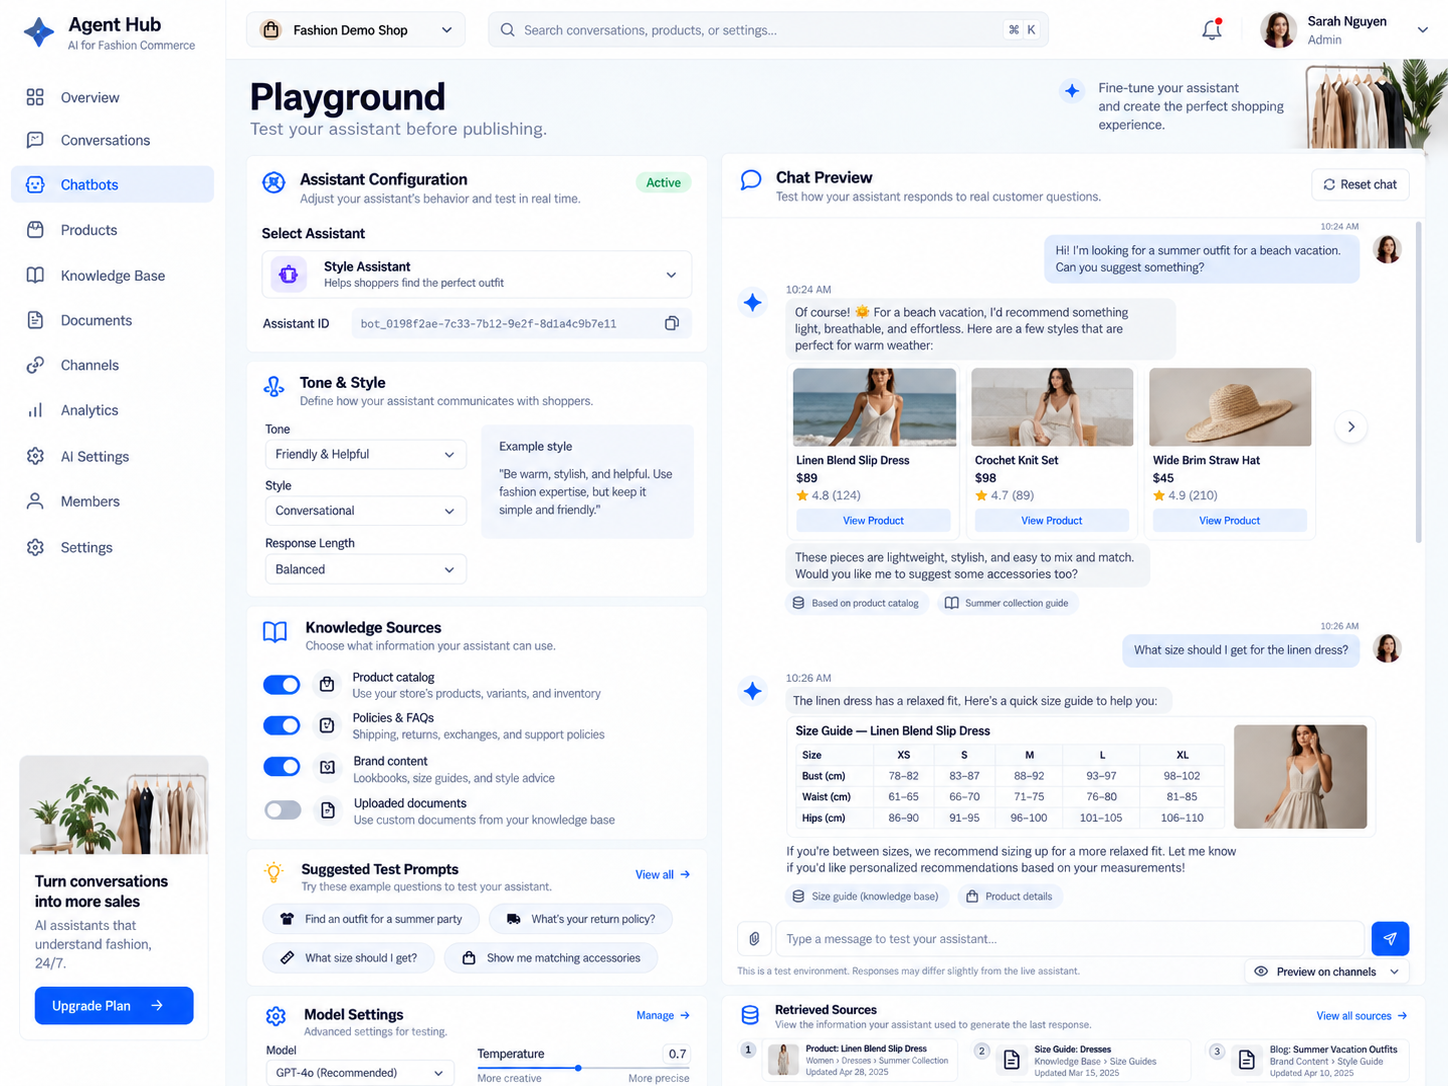 Agent Hub
AI for Fashion Commerce
Fashion Demo Shop
Search conversations, products, or settings...
⌘ K
Sarah Nguyen
Admin
Overview
Conversations
Chatbots
Products
Knowledge Base
Documents
Channels
Analytics
AI Settings
Members
Settings
Turn conversations
into more sales
AI assistants that
understand fashion,
24/7.
Upgrade Plan →
Playground
Test your assistant before publishing.
Fine-tune your assistant
and create the perfect shopping
experience.
Assistant Configuration
Active
Adjust your assistant's behavior and test in real time.
Select Assistant
Style Assistant
Helps shoppers find the perfect outfit
Assistant ID
bot_0198f2ae-7c33-7b12-9e2f-8d1a4c9b7e11
Tone & Style
Define how your assistant communicates with shoppers.
Tone
Friendly & Helpful
Style
Conversational
Response Length
Balanced
Example style
"Be warm, stylish, and helpful. Use
fashion expertise, but keep it
simple and friendly."
Knowledge Sources
Choose what information your assistant can use.
Product catalog
Use your store's products, variants, and inventory
Policies & FAQs
Shipping, returns, exchanges, and support policies
Brand content
Lookbooks, size guides, and style advice
Uploaded documents
Use custom documents from your knowledge base
Suggested Test Prompts
Try these example questions to test your assistant.
View all →
Find an outfit for a summer party
What's your return policy?
What size should I get?
Show me matching accessories
Model Settings
Advanced settings for testing.
Manage →
Model
GPT-4o (Recommended)
Temperature
0.7
More creative
More precise
Chat Preview
Test how your assistant responds to real customer questions.
Reset chat
10:24 AM
Hi! I'm looking for a summer outfit for a beach vacation.
Can you suggest something?
10:24 AM
Of course! ☀️ For a beach vacation, I'd recommend something
light, breathable, and effortless. Here are a few styles that are
perfect for warm weather:
Linen Blend Slip Dress
$89
4.8 (124)
View Product
Crochet Knit Set
$98
4.7 (89)
View Product
Wide Brim Straw Hat
$45
4.9 (210)
View Product
These pieces are lightweight, stylish, and easy to mix and match.
Would you like me to suggest some accessories too?
Based on product catalog
Summer collection guide
10:26 AM
What size should I get for the linen dress?
10:26 AM
The linen dress has a relaxed fit. Here's a quick size guide to help you:
Size Guide — Linen Blend Slip Dress
Size XS S M L XL
Bust (cm) 78–82 83–87 88–92 93–97 98–102
Waist (cm) 61–65 66–70 71–75 76–80 81–85
Hips (cm) 86–90 91–95 96–100 101–105 106–110
If you're between sizes, we recommend sizing up for a more relaxed fit. Let me know
if you'd like personalized recommendations based on your measurements!
Size guide (knowledge base)
Product details
Type a message to test your assistant...
This is a test environment. Responses may differ slightly from the live assistant.
Preview on channels
Retrieved Sources
View the information your assistant used to generate the last response.
View all sources →
1
Product: Linen Blend Slip Dress
Women › Dresses › Summer Collection
Updated Apr 28, 2025
2
Size Guide: Dresses
Knowledge Base › Size Guides
Updated Mar 15, 2025
3
Blog: Summer Vacation Outfits
Brand Content › Style Guide
Updated Apr 10, 2025